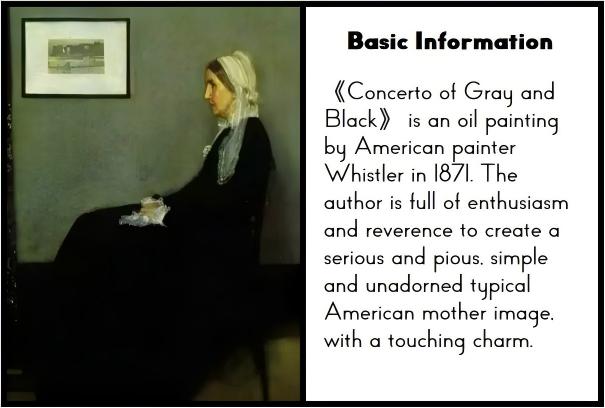 Basic Information
《Concerto of Gray and
Black》 is an oil painting
by American painter
Whistler in 1871. The
author is full of enthusiasm
and reverence to create a
serious and pious, simple
and unadorned typical
American mother image,
with a touching charm.